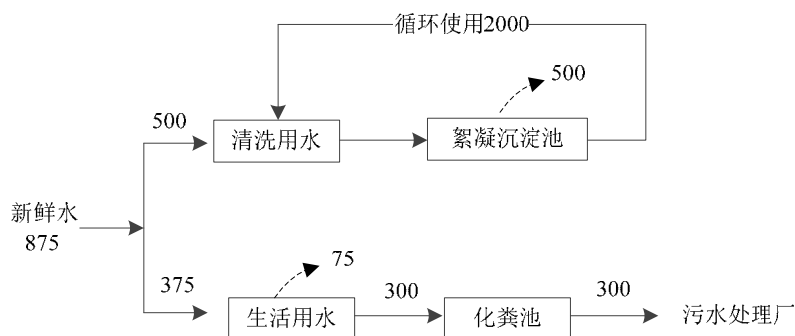 循环使用2000
500
500
清洗用水
絮凝沉淀池
新鲜水
875
375
75
生活用水
300
化粪池
300
污水处理厂